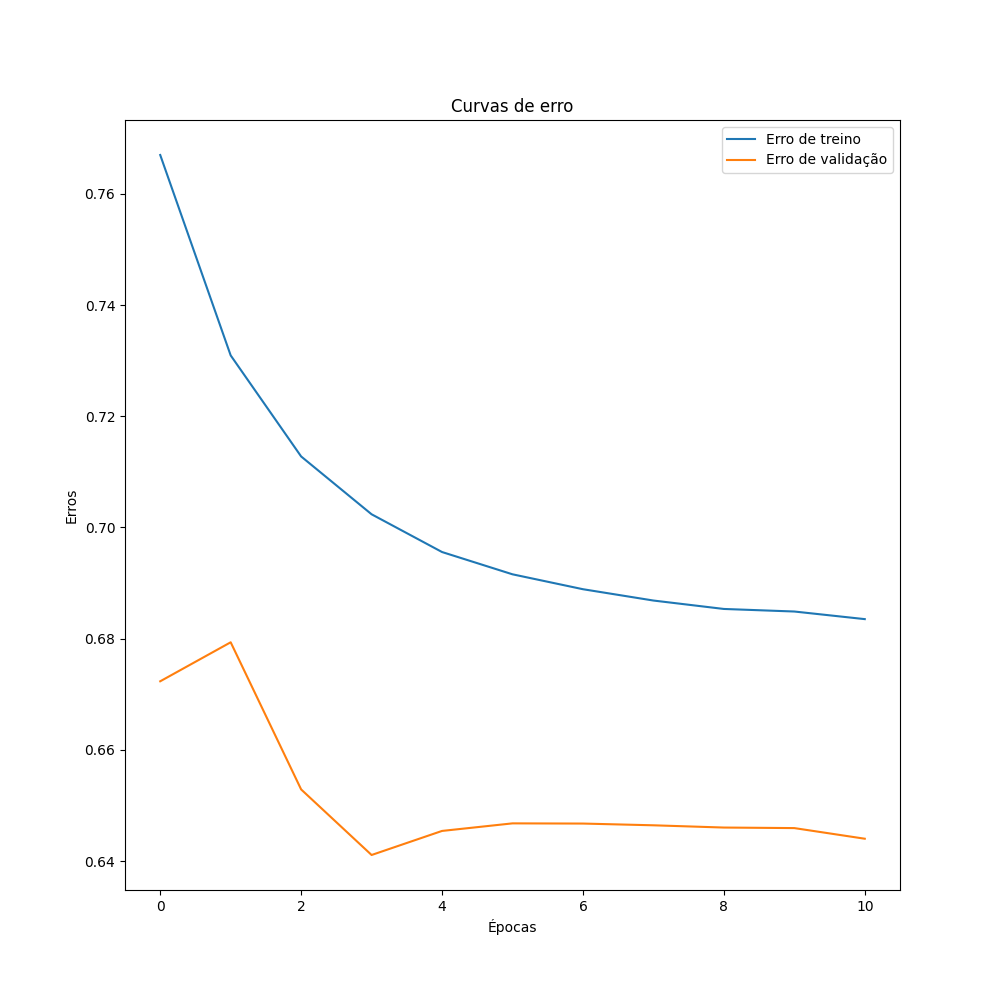 Curvas de erro
Erro de treino
Erro de validação
0.76
0.74
0.72
0.70
0.68
0.66
0.64
Erros
0
2
4
6
8
10
Épocas